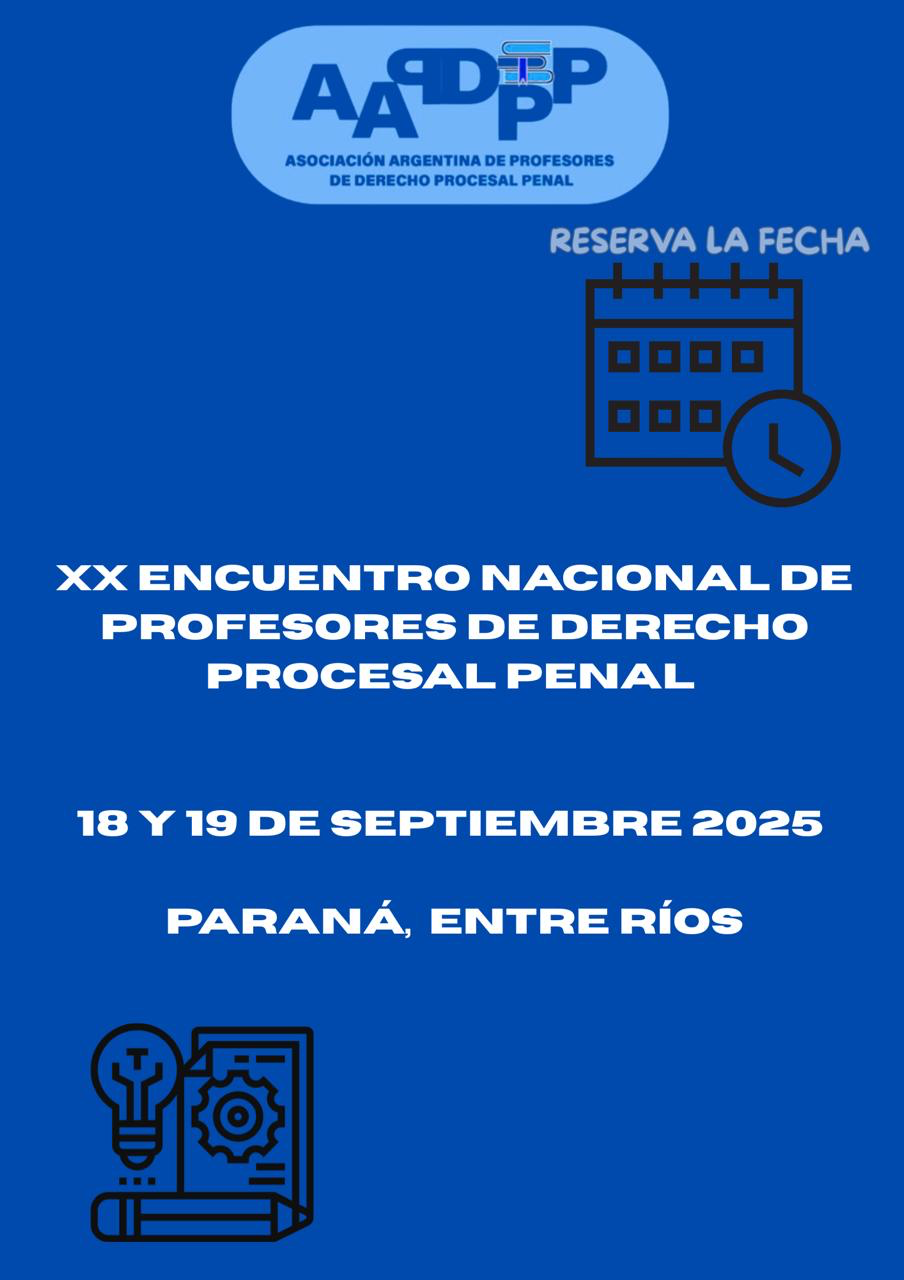 AAPDPP
ASOCIACIÓN ARGENTINA DE PROFESORES
DE DERECHO PROCESAL PENAL
RESERVA LA FECHA
XX ENCUENTRO NACIONAL DE
PROFESORES DE DERECHO
PROCESAL PENAL
18 Y 19 DE SEPTIEMBRE 2025
PARANÁ, ENTRE RÍOS